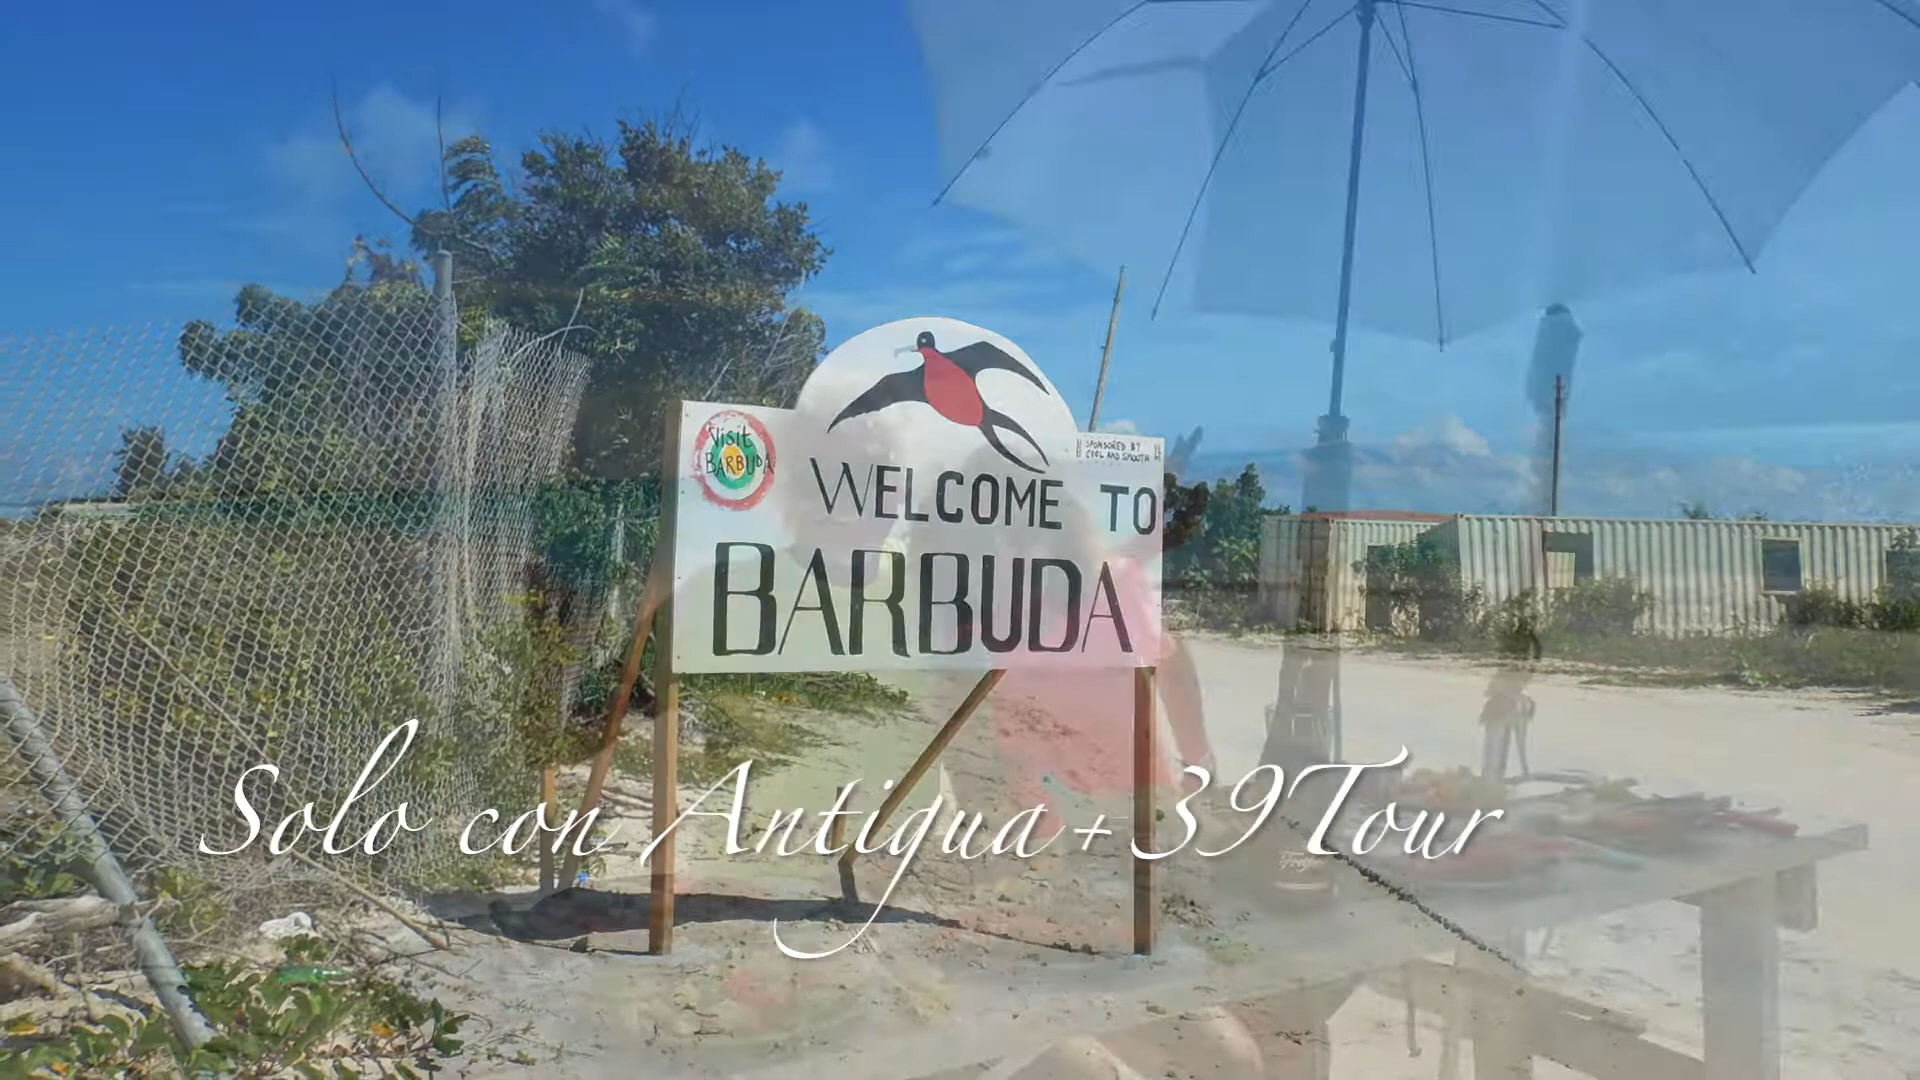 Visit
BARBUDA
SPONSORED BY
COOL AND SMOOTH
WELCOME TO
BARBUDA
Solo con Antigua+39Tour